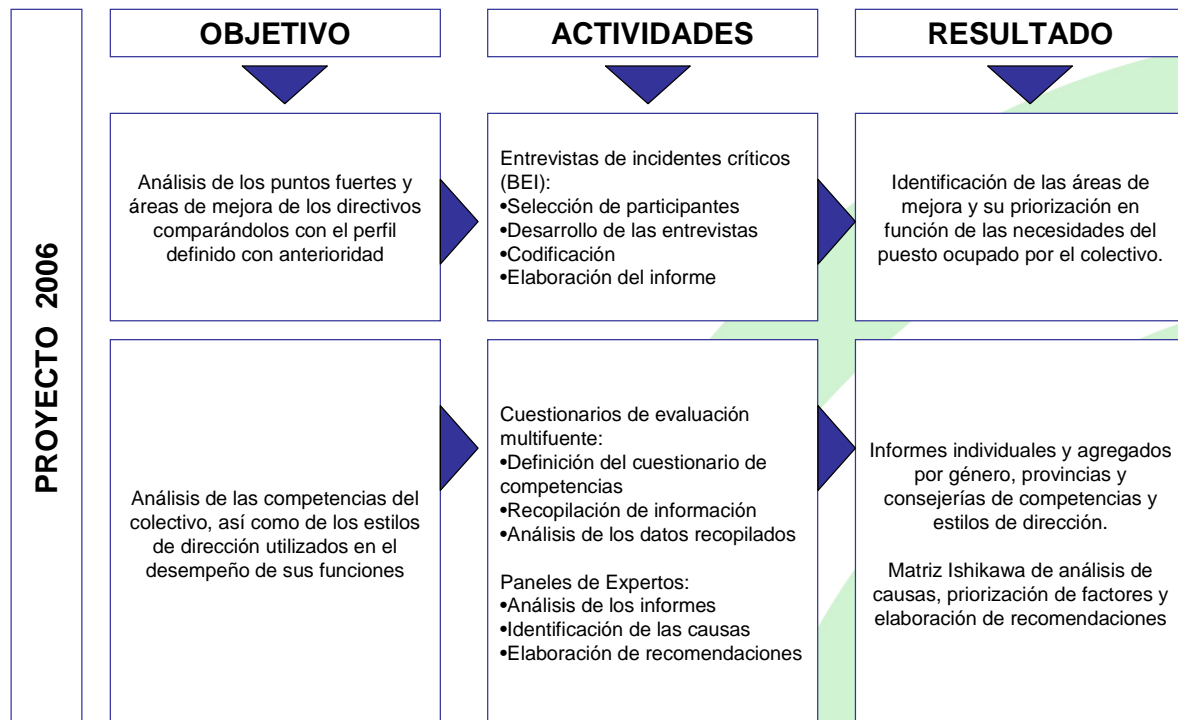 PROYECTO 2006
OBJETIVO
ACTIVIDADES
RESULTADO
Análisis de los puntos fuertes y
áreas de mejora de los directivos
comparándolos con el perfil
definido con anterioridad
Entrevistas de incidentes críticos
(BEI):
•Selección de participantes
•Desarrollo de las entrevistas
•Codificación
•Elaboración del informe
Identificación de las áreas de
mejora y su priorización en
función de las necesidades del
puesto ocupado por el colectivo.
Análisis de las competencias del
colectivo, así como de los estilos
de dirección utilizados en el
desempeño de sus funciones
Cuestionarios de evaluación
multifuente:
•Definición del cuestionario de
competencias
•Recopilación de información
•Análisis de los datos recopilados
Paneles de Expertos:
•Análisis de los informes
•Identificación de las causas
•Elaboración de recomendaciones
Informes individuales y agregados
por género, provincias y
consejerías de competencias y
estilos de dirección.
Matriz Ishikawa de análisis de
causas, priorización de factores y
elaboración de recomendaciones